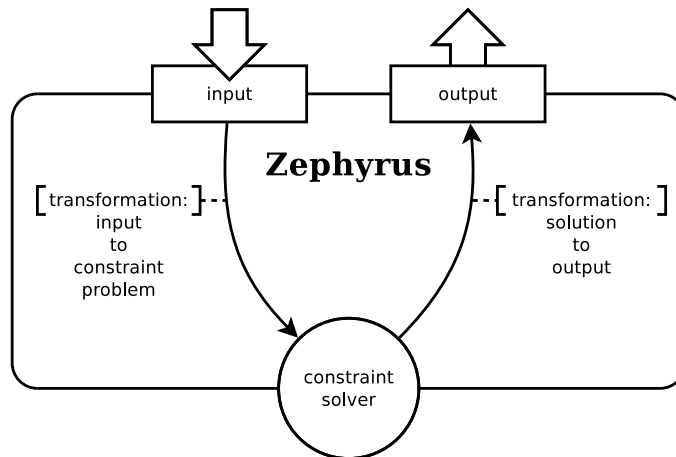 input
output
Zephyrus
[transformation:]
input
to
constraint
problem
[transformation:]
solution
to
output
constraint
solver